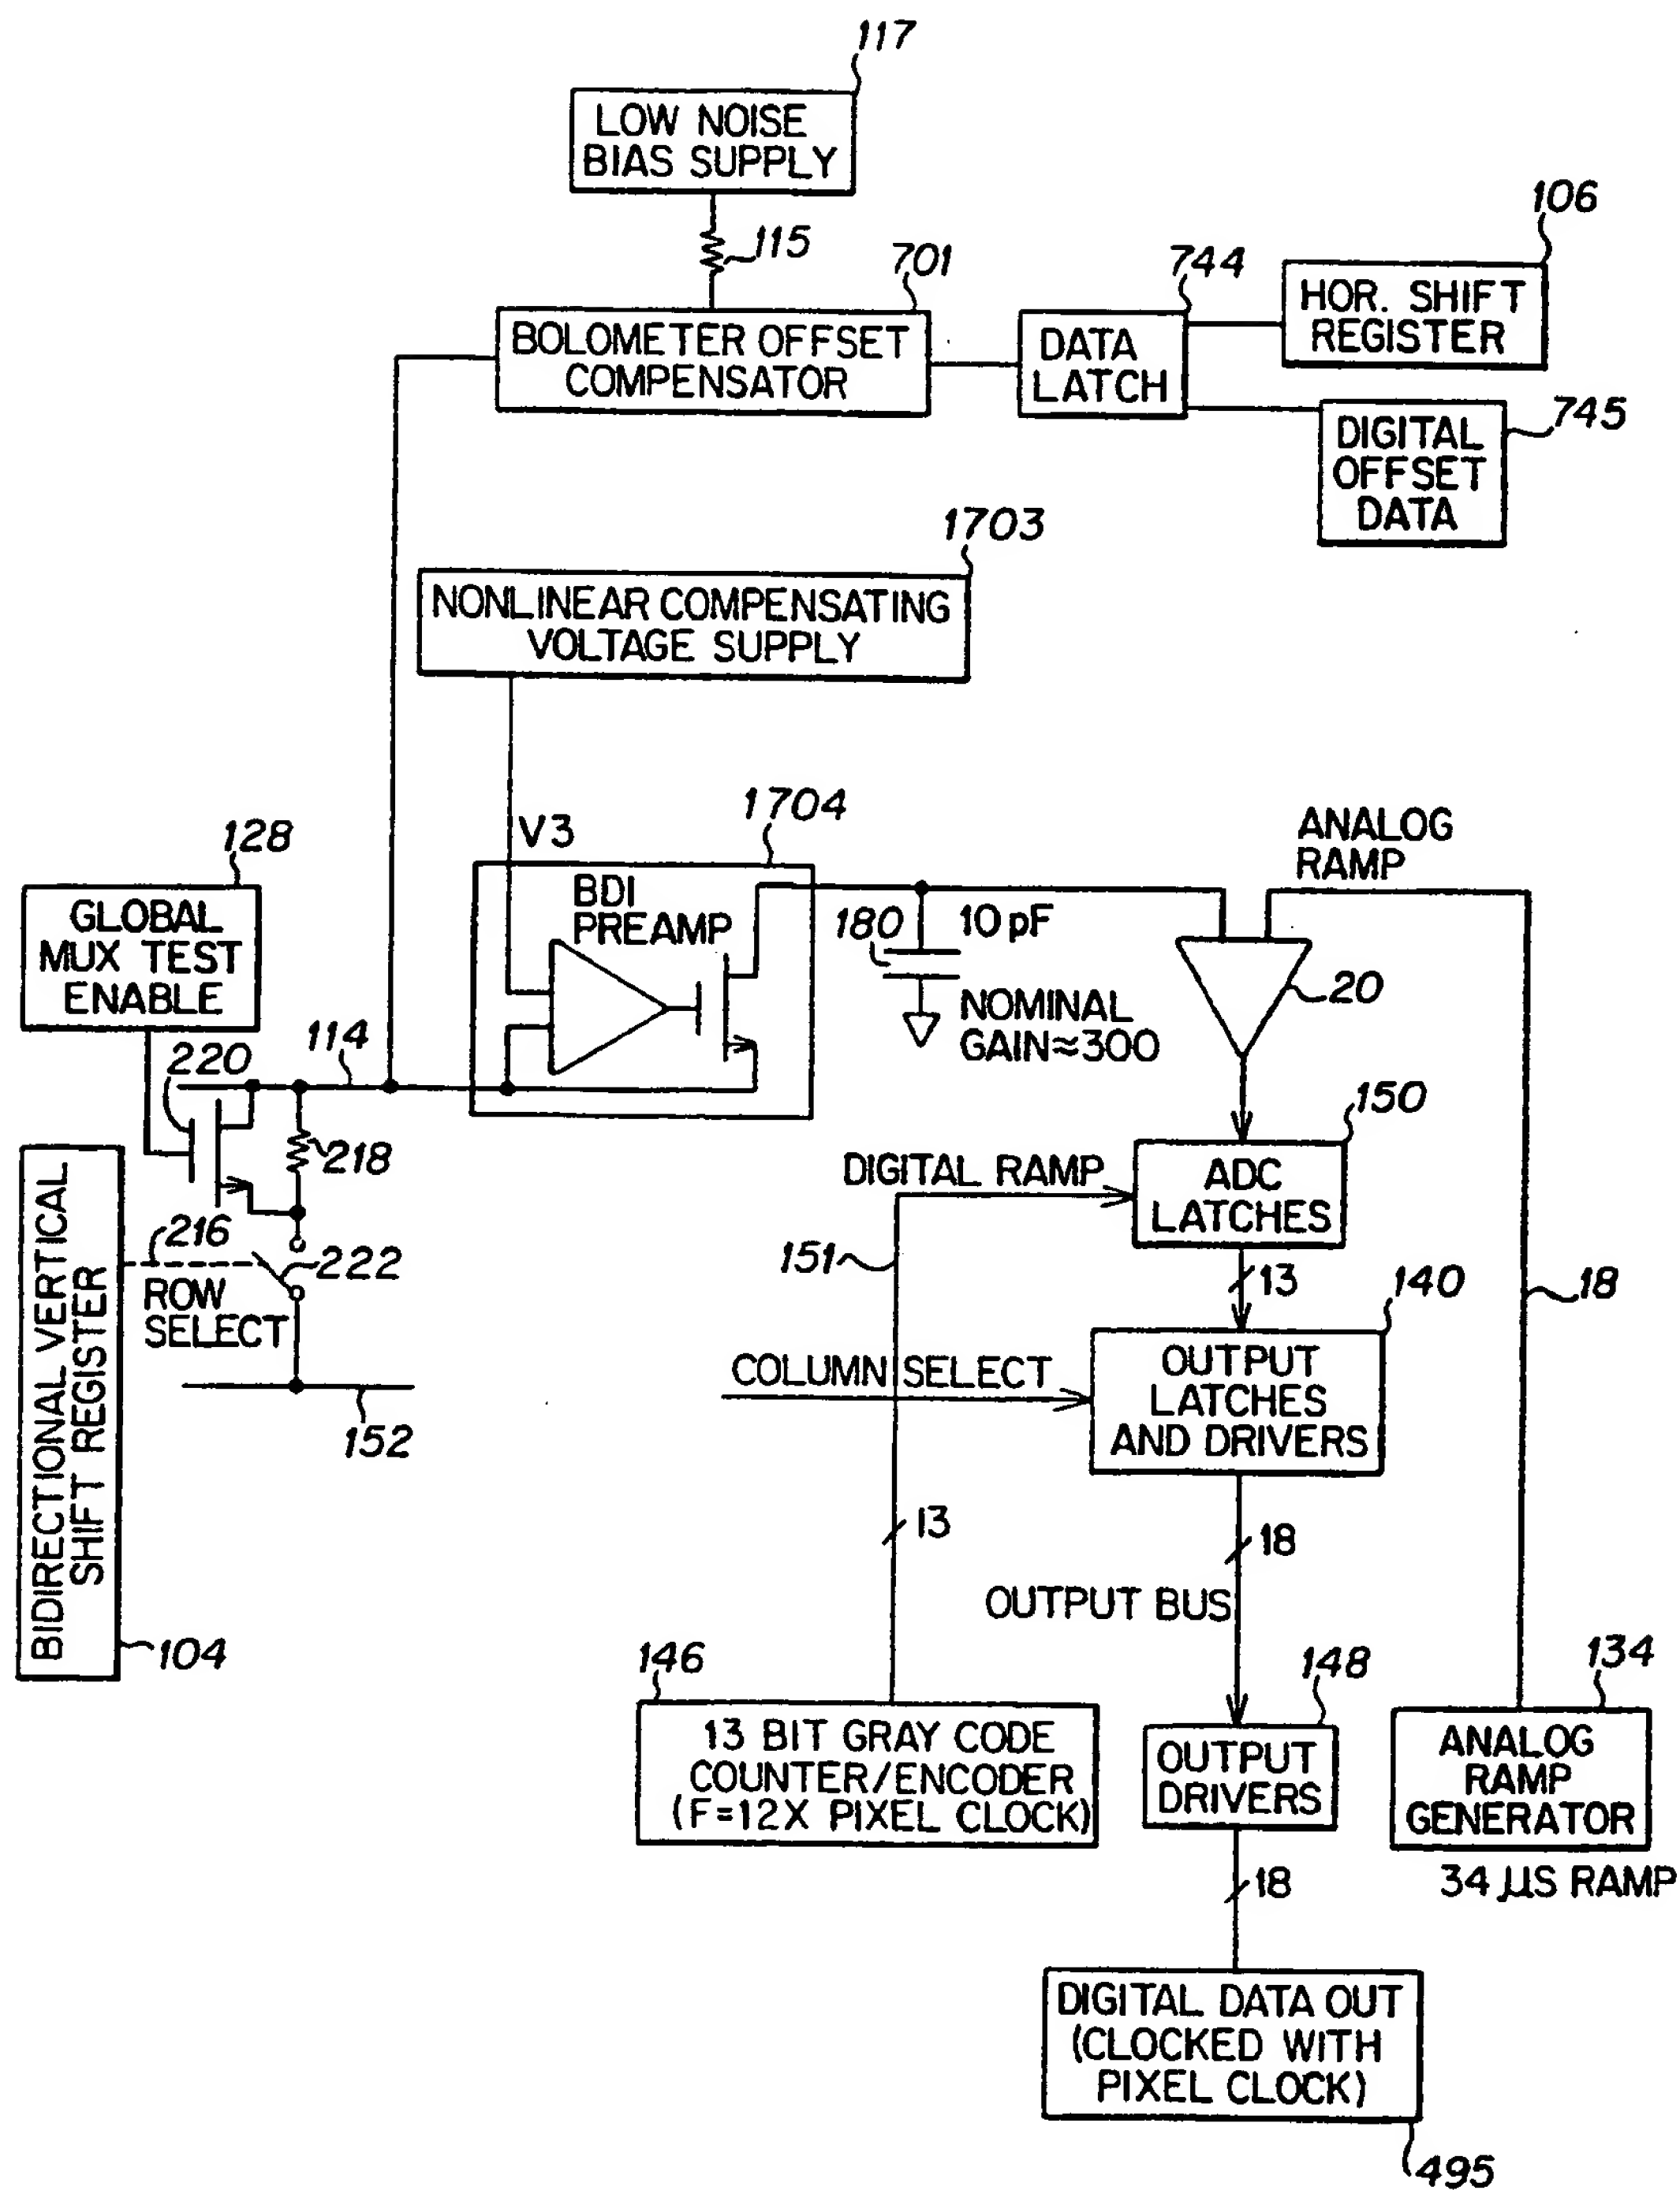 117
LOW NOISE
BIAS SUPPLY
115
701
744
106
BOLOMETER OFFSET
COMPENSATOR
DATA
LATCH
HOR. SHIFT
REGISTER
745
DIGITAL
OFFSET
DATA
1703
NONLINEAR COMPENSATING
VOLTAGE SUPPLY
V3
1704
128
GLOBAL
MUX TEST
ENABLE
BDI
PREAMP
180
10 pF
NOMINAL
GAIN≈300
ANALOG
RAMP
20
220
114
218
216
222
ROW
SELECT
152
BIDIRECTIONAL VERTICAL
SHIFT REGISTER
104
150
DIGITAL RAMP
ADC
LATCHES
151
13
140
18
COLUMN SELECT
OUTPUT
LATCHES
AND DRIVERS
13
18
OUTPUT BUS
146
13 BIT GRAY CODE
COUNTER/ENCODER
(F=12X PIXEL CLOCK)
148
OUTPUT
DRIVERS
134
ANALOG
RAMP
GENERATOR
34 µS RAMP
18
DIGITAL DATA OUT
(CLOCKED WITH
PIXEL CLOCK)
495